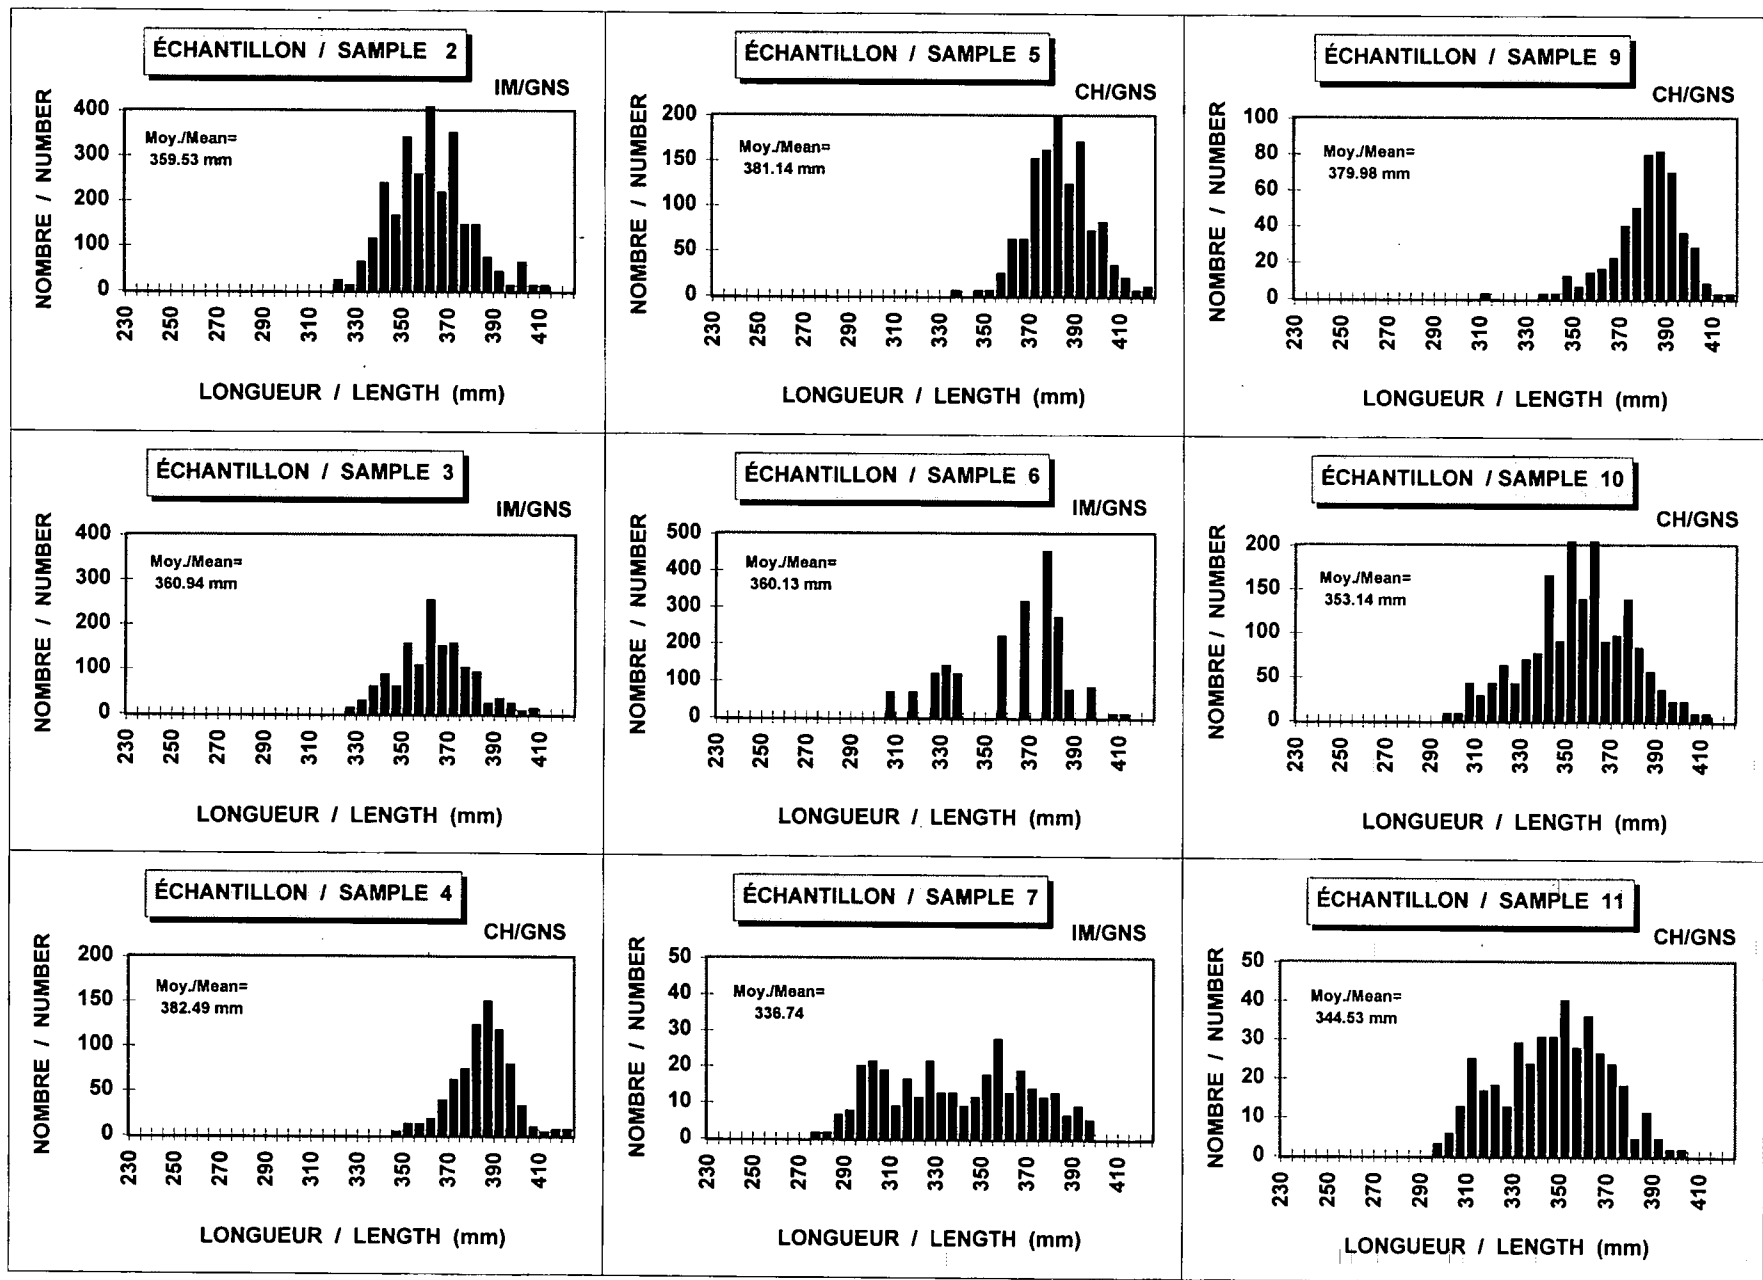 ÉCHANTILLON / SAMPLE 2
IM/GNS
NOMBRE / NUMBER
400
300
200
100
0
Moy./Mean=
359.53 mm
230 250 270 290 310 330 350 370 390 410
LONGUEUR / LENGTH (mm)
ÉCHANTILLON / SAMPLE 5
CH/GNS
NOMBRE / NUMBER
200
150
100
50
0
Moy./Mean=
381.14 mm
230 250 270 290 310 330 350 370 390 410
LONGUEUR / LENGTH (mm)
ÉCHANTILLON / SAMPLE 9
CH/GNS
NOMBRE / NUMBER
100
80
60
40
20
0
Moy./Mean=
379.98 mm
230 250 270 290 310 330 350 370 390 410
LONGUEUR / LENGTH (mm)
ÉCHANTILLON / SAMPLE 3
IM/GNS
NOMBRE / NUMBER
400
300
200
100
0
Moy./Mean=
360.94 mm
230 250 270 290 310 330 350 370 390 410
LONGUEUR / LENGTH (mm)
ÉCHANTILLON / SAMPLE 6
IM/GNS
NOMBRE / NUMBER
500
400
300
200
100
0
Moy./Mean=
360.13 mm
230 250 270 290 310 330 350 370 390 410
LONGUEUR / LENGTH (mm)
ÉCHANTILLON / SAMPLE 10
CH/GNS
NOMBRE / NUMBER
200
150
100
50
0
Moy./Mean=
353.14 mm
230 250 270 290 310 330 350 370 390 410
LONGUEUR / LENGTH (mm)
ÉCHANTILLON / SAMPLE 4
CH/GNS
NOMBRE / NUMBER
200
150
100
50
0
Moy./Mean=
382.49 mm
230 250 270 290 310 330 350 370 390 410
LONGUEUR / LENGTH (mm)
ÉCHANTILLON / SAMPLE 7
IM/GNS
NOMBRE / NUMBER
50
40
30
20
10
0
Moy./Mean=
336.74
230 250 270 290 310 330 350 370 390 410
LONGUEUR / LENGTH (mm)
ÉCHANTILLON / SAMPLE 11
CH/GNS
NOMBRE / NUMBER
50
40
30
20
10
0
Moy./Mean=
344.53 mm
230 250 270 290 310 330 350 370 390 410
LONGUEUR / LENGTH (mm)